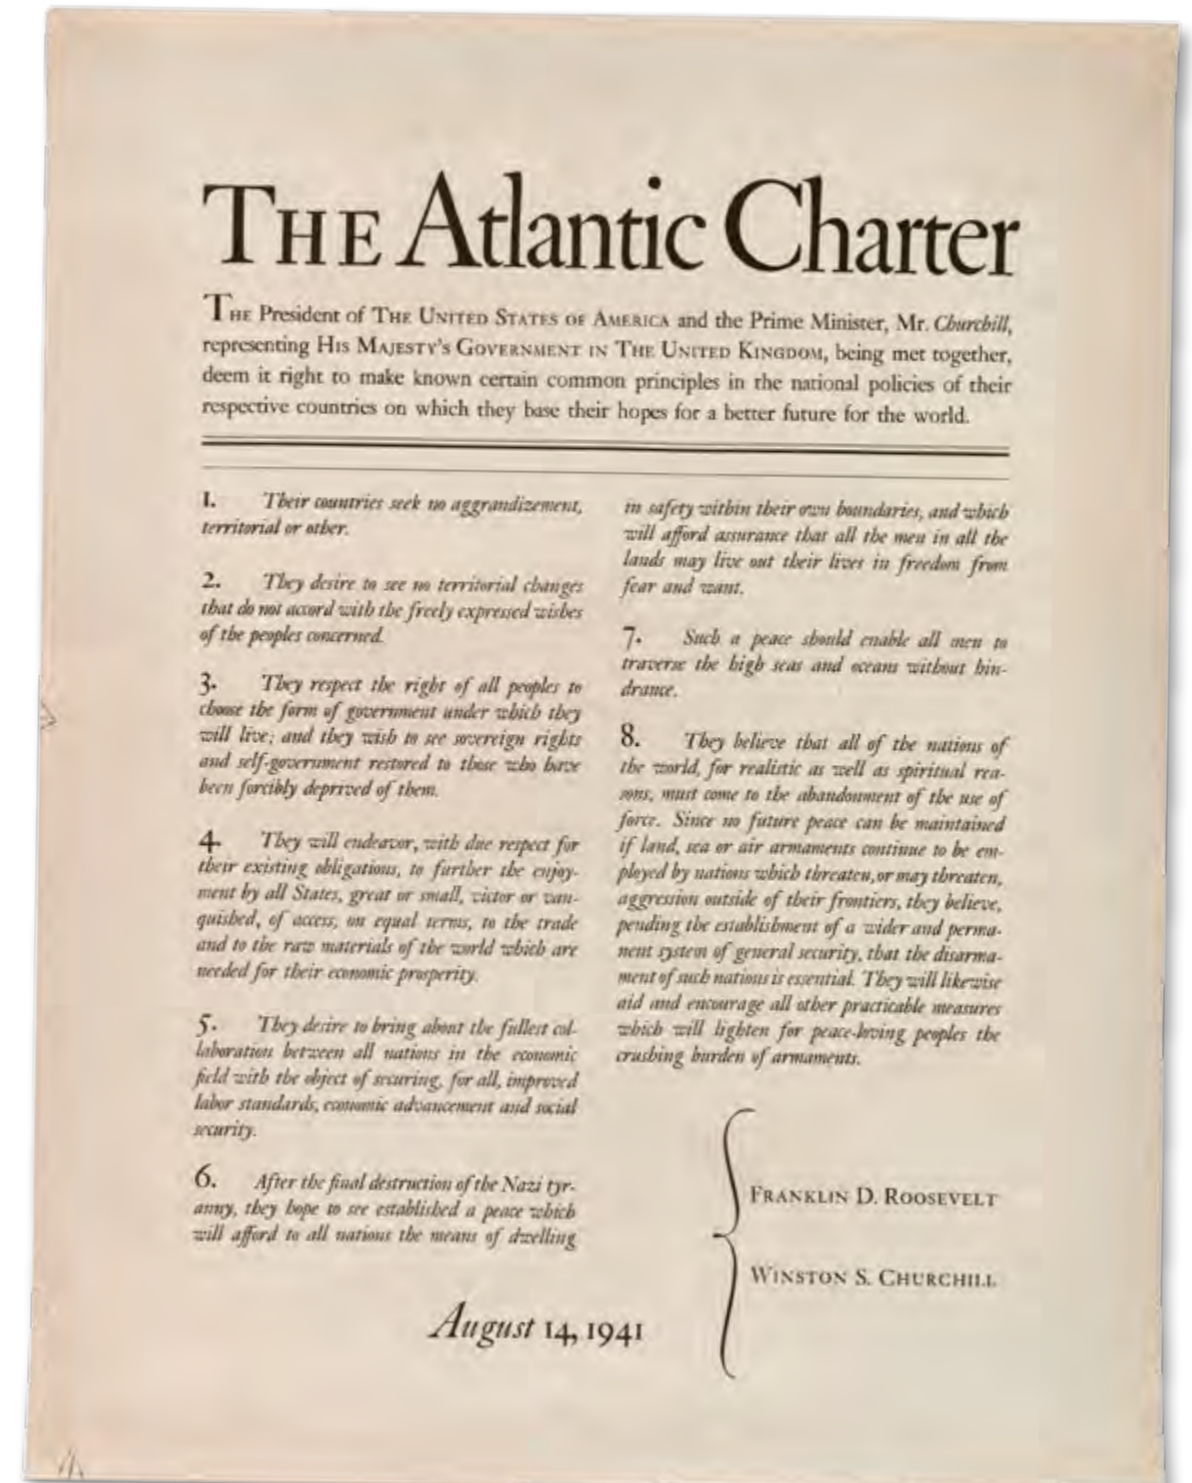 THE Atlantic Charter
THE President of THE UNITED STATES OF AMERICA and the Prime Minister, Mr. Churchill,
representing HIS MAJESTY'S GOVERNMENT IN THE UNITED KINGDOM, being met together,
deem it right to make known certain common principles in the national policies of their
respective countries on which they base their hopes for a better future for the world.
1. Their countries seek no aggrandizement,
territorial or other.
2. They desire to see no territorial changes
that do not accord with the freely expressed wishes
of the peoples concerned.
3. They respect the right of all peoples to
choose the form of government under which they
will live; and they wish to see sovereign rights
and self-government restored to those who have
been forcibly deprived of them.
4. They will endeavor, with due respect for
their existing obligations, to further the enjoy-
ment by all States, great or small, victor or van-
quished, of access, on equal terms, to the trade
and to the raw materials of the world which are
needed for their economic prosperity.
5. They desire to bring about the fullest col-
laboration between all nations in the economic
field with the object of securing, for all, improved
labor standards, economic advancement and social
security.
6. After the final destruction of the Nazi tyr-
anny, they hope to see established a peace which
will afford to all nations the means of dwelling
in safety within their own boundaries, and which
will afford assurance that all the men in all the
lands may live out their lives in freedom from
fear and want.
7. Such a peace should enable all men to
traverse the high seas and oceans without hin-
drance.
8. They believe that all of the nations of
the world, for realistic as well as spiritual rea-
sons, must come to the abandonment of the use of
force. Since no future peace can be maintained
if land, sea or air armaments continue to be em-
ployed by nations which threaten, or may threaten,
aggression outside of their frontiers, they believe,
pending the establishment of a wider and perma-
nent system of general security, that the disarma-
ment of such nations is essential. They will likewise
aid and encourage all other practicable measures
which will lighten for peace-loving peoples the
crushing burden of armaments.
FRANKLIN D. ROOSEVELT
WINSTON S. CHURCHILL
August 14, 1941